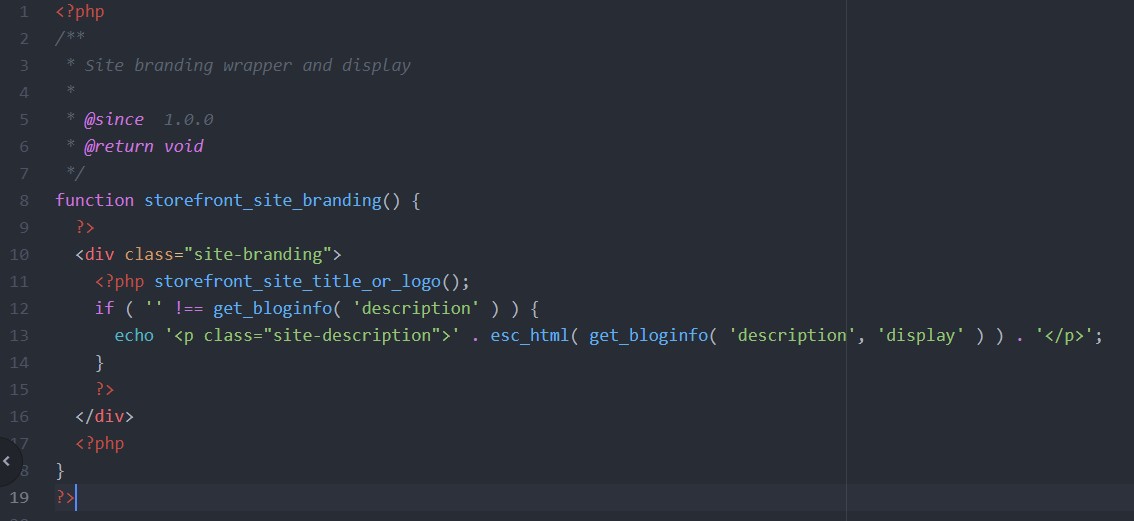 1 <?php
2 /**
3  * Site branding wrapper and display
4  *
5  * @since  1.0.0
6  * @return void
7  */
8 function storefront_site_branding() {
9   ?>
10   <div class="site-branding">
11     <?php storefront_site_title_or_logo();
12     if ( '' !== get_bloginfo( 'description' ) ) {
13       echo '<p class="site-description">' . esc_html( get_bloginfo( 'description', 'display' ) ) . '</p>';
14     }
15     ?>
16   </div>
17   <?php
8 }
19 ?>